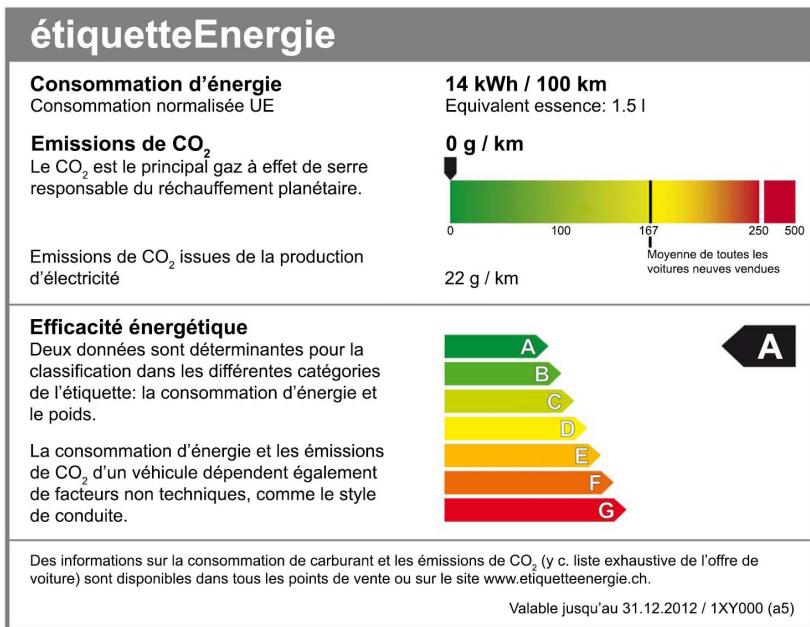 étiquetteEnergie
Consommation d'énergie
14 kWh / 100 km
Consommation normalisée UE
Equivalent essence: 1.5 l
Emissions de CO₂
0 g / km
Le CO₂ est le principal gaz à effet de serre
responsable du réchauffement planétaire.
0 100 167 250 500
Moyenne de toutes les
voitures neuves vendues
Emissions de CO₂ issues de la production
d'électricité
22 g / km
Efficacité énergétique
Deux données sont déterminantes pour la
classification dans les différentes catégories
de l'étiquette: la consommation d'énergie et
le poids.
La consommation d'énergie et les émissions
de CO₂ d'un véhicule dépendent également
de facteurs non techniques, comme le style
de conduite.
A
B
C
D
E
F
G
A
Des informations sur la consommation de carburant et les émissions de CO₂ (y c. liste exhaustive de l'offre de
voiture) sont disponibles dans tous les points de vente ou sur le site www.etiquetteenergie.ch.
Valable jusqu'au 31.12.2012 / 1XY000 (a5)